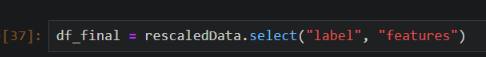 [37]: df_final = rescaledData.select("label", "features")